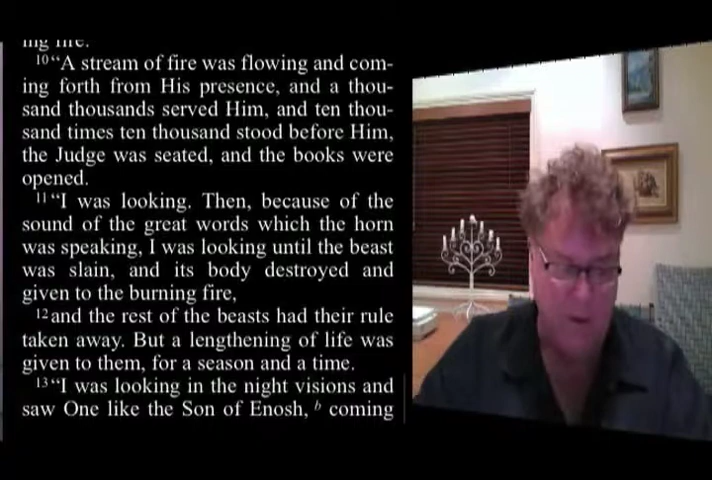 ing life.
10 “A stream of fire was flowing and com-
ing forth from His presence, and a thou-
sand thousands served Him, and ten thou-
sand times ten thousand stood before Him,
the Judge was seated, and the books were
opened.
11 “I was looking. Then, because of the
sound of the great words which the horn
was speaking, I was looking until the beast
was slain, and its body destroyed and
given to the burning fire,
12 and the rest of the beasts had their rule
taken away. But a lengthening of life was
given to them, for a season and a time.
13 “I was looking in the night visions and
saw One like the Son of Enosh, b coming